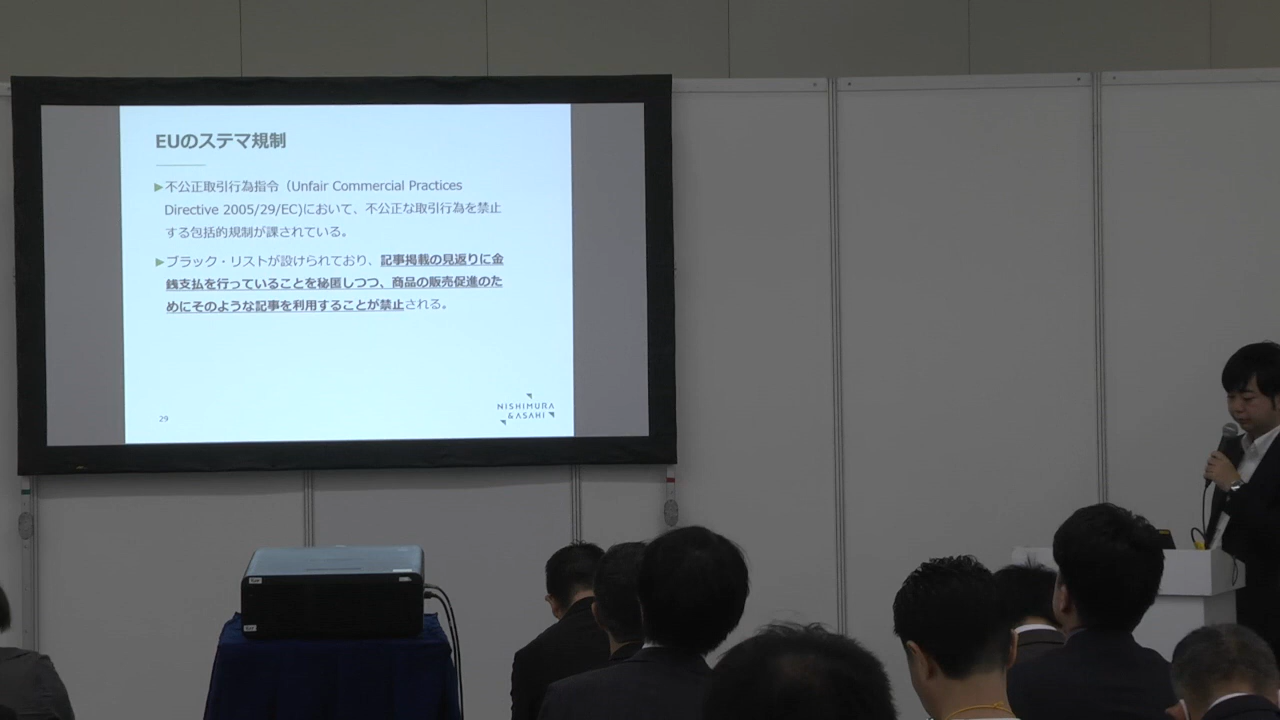 EUのステマ規制
▶不公正取引行為指令（Unfair Commercial Practices
Directive 2005/29/EC)において、不公正な取引行為を禁止
する包括的規制が課されている。
▶ブラック・リストが設けられており、記事掲載の見返りに金
銭支払を行っていることを秘匿しつつ、商品の販売促進のた
めにそのような記事を利用することが禁止される。
29
NISHIMURA
& ASAHI